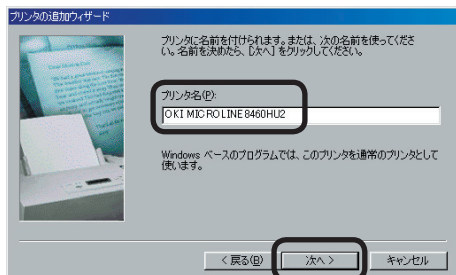 プリンタの追加ウィザード
プリンタに名前を付けられます。または、次の名前を使ってくださ
い。名前を決めたら、[次へ] をクリックしてください。
プリンタ名(P):
OKI MICROLINE 8460HU2
Windows ベースのプログラムでは、このプリンタを通常のプリンタとして
使います。
< 戻る(B)
次へ >
キャンセル